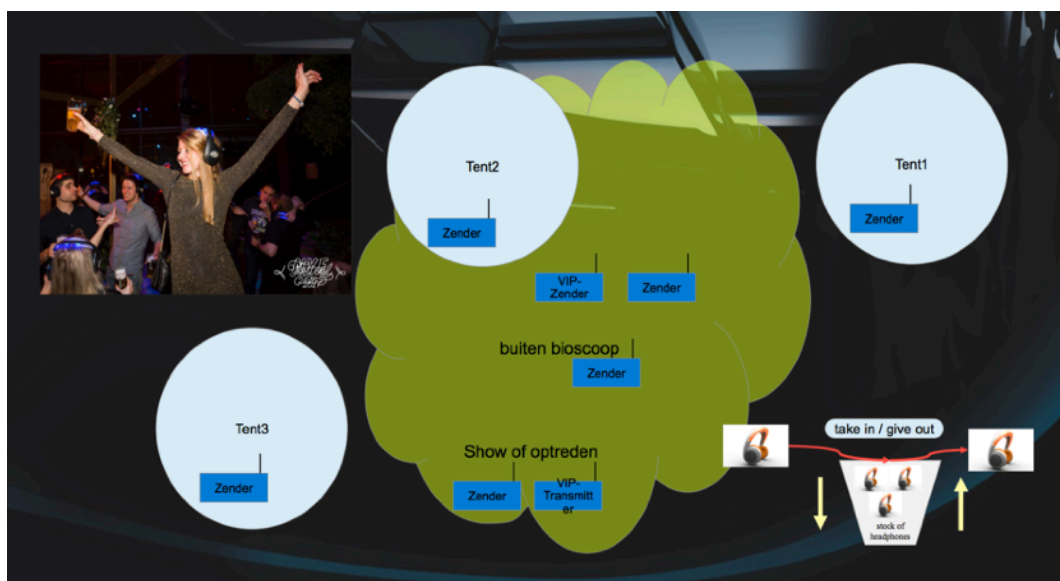 Tent2
Zender
Tent1
Zender
VIP-
Zender
Zender
buiten bioscoop
Zender
Tent3
Zender
Show of optreden
Zender
VIP-
Transmitt
er
take in / give out
stock of
headphones